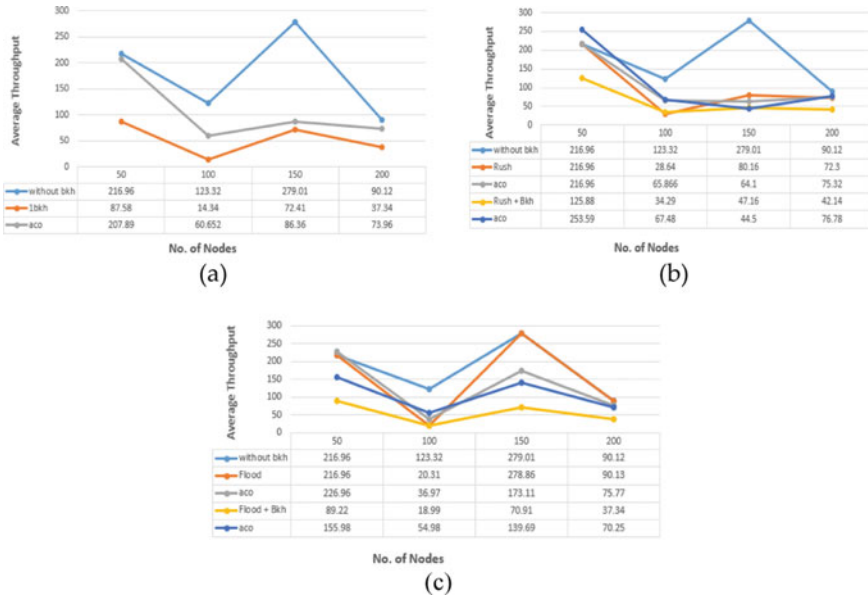 300
250
200
150
100
50
0
Average Throughput
50 100 150 200
without bkh 216.96 123.32 279.01 90.12
1bkh 87.58 14.34 72.41 37.34
aco 207.89 60.652 86.36 73.96
No. of Nodes
(a)
300
250
200
150
100
50
0
Average Throughput
50 100 150 200
without bkh 216.96 123.32 279.01 90.12
Rush 216.96 28.64 80.16 72.3
aco 216.96 65.866 64.1 75.32
Rush + Bkh 125.88 34.29 47.16 42.14
aco 253.59 67.48 44.5 76.78
No. of Nodes
(b)
300
250
200
150
100
50
0
Average Throughput
50 100 150 200
without bkh 216.96 123.32 279.01 90.12
Flood 216.96 20.31 278.86 90.13
aco 226.96 36.97 173.11 75.77
Flood + Bkh 89.22 18.99 70.91 37.34
aco 155.98 54.98 139.69 70.25
No. of Nodes
(c)